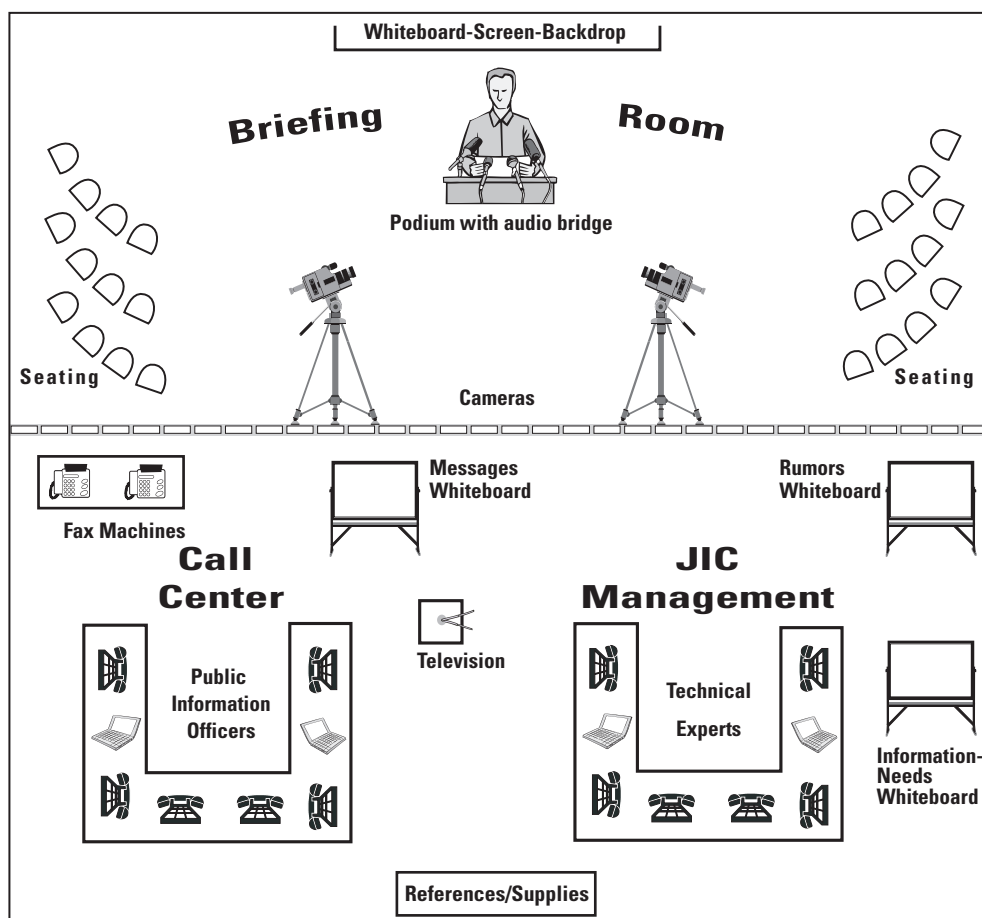 Whiteboard-Screen-Backdrop
Briefing Room
Podium with audio bridge
Seating
Seating
Cameras
Messages
Whiteboard
Rumors
Whiteboard
Fax Machines
Call
Center
JIC
Management
Television
Public
Information
Officers
Technical
Experts
Information-
Needs
Whiteboard
References/Supplies